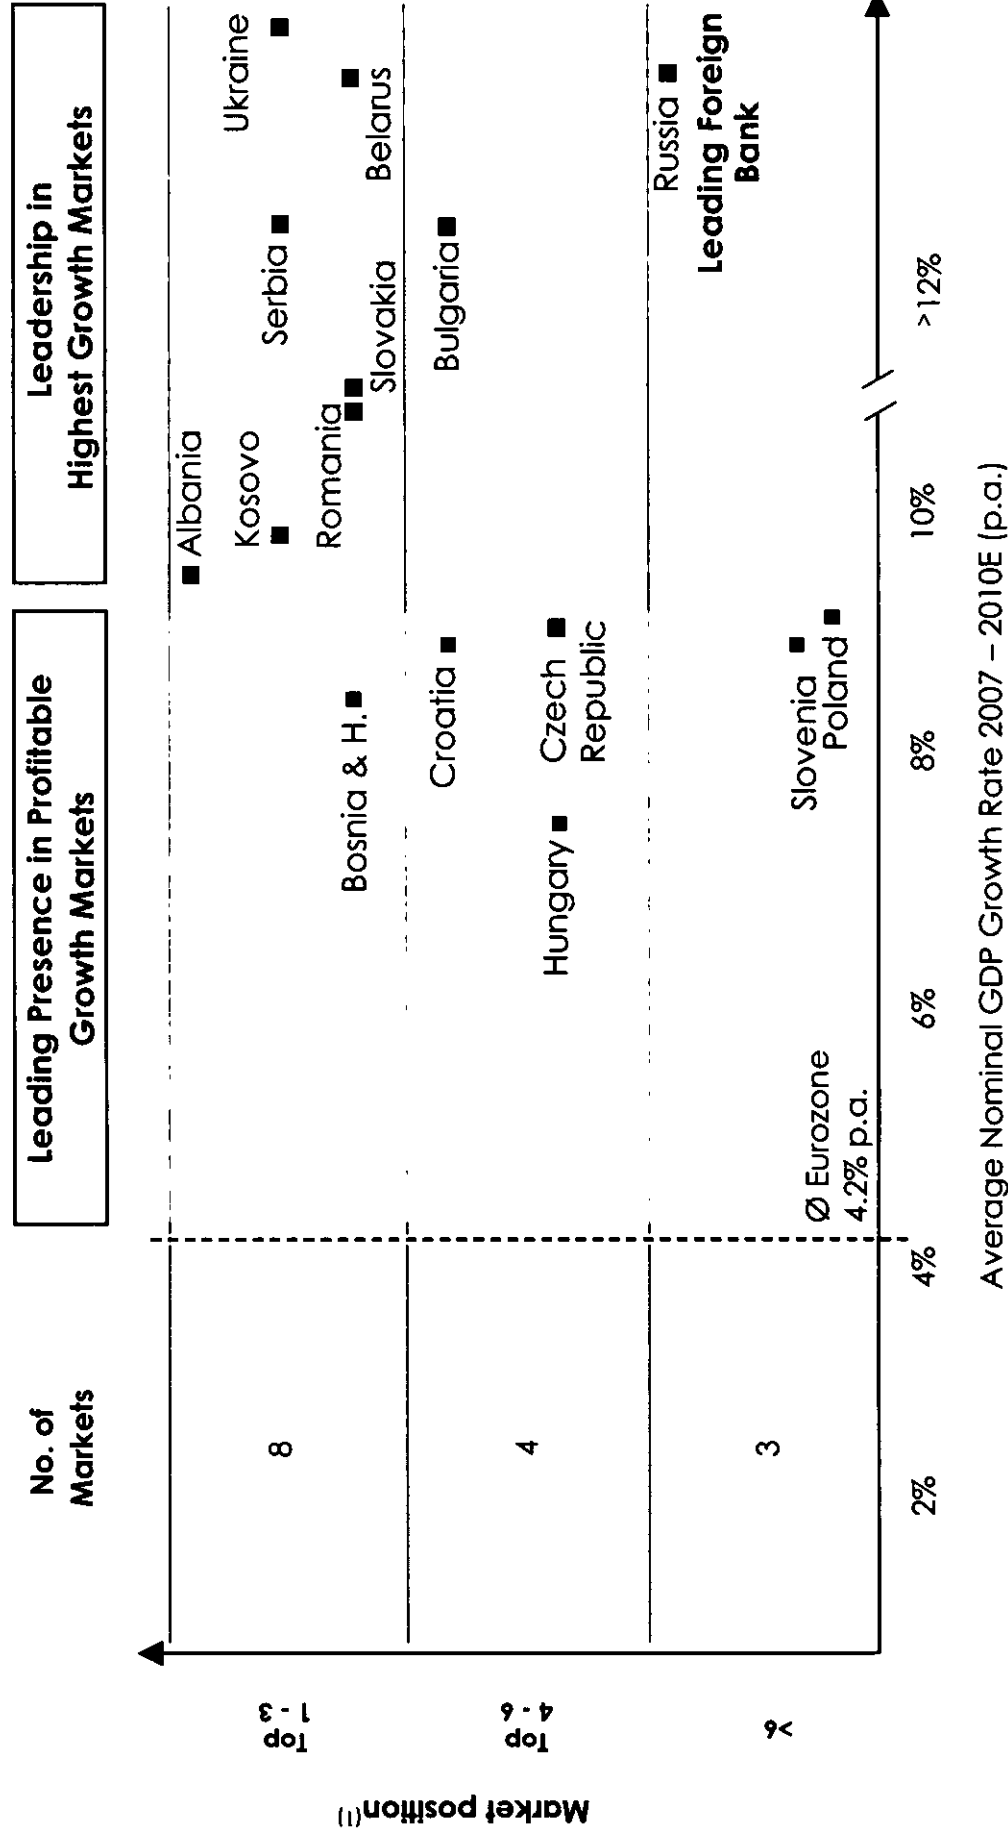 No. of
Markets
Leading Presence in Profitable
Growth Markets
Leadership in
Highest Growth Markets
Market position(1)
Top
1 - 3
8
Albania
Kosovo
Ukraine
Serbia
Romania
Slovakia
Belarus
Bosnia & H.
Top
4 - 6
4
Croatia
Bulgaria
Hungary
Czech
Republic
>6
3
Russia
Leading Foreign
Bank
Slovenia
Poland
Ø Eurozone
4.2% p.a.
2%
4%
6%
8%
10%
>12%
Average Nominal GDP Growth Rate 2007 – 2010E (p.a.)